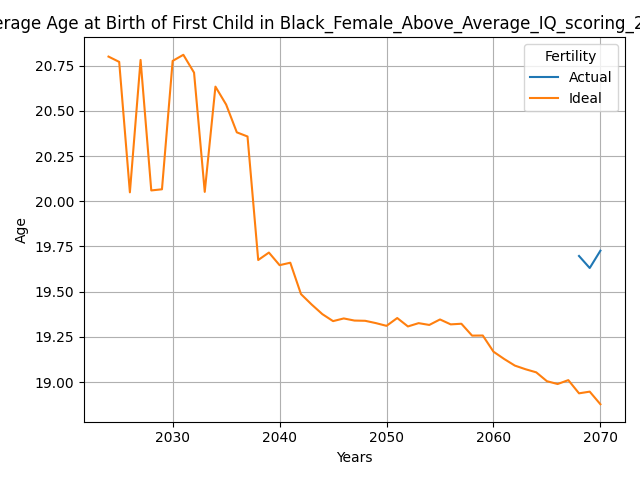 erage Age at Birth of First Child in Black_Female_Above_Average_IQ_scoring_2
Fertility
Actual
Ideal
20.75
20.50
20.25
20.00
19.75
19.50
19.25
19.00
Age
2030 2040 2050 2060 2070
Years